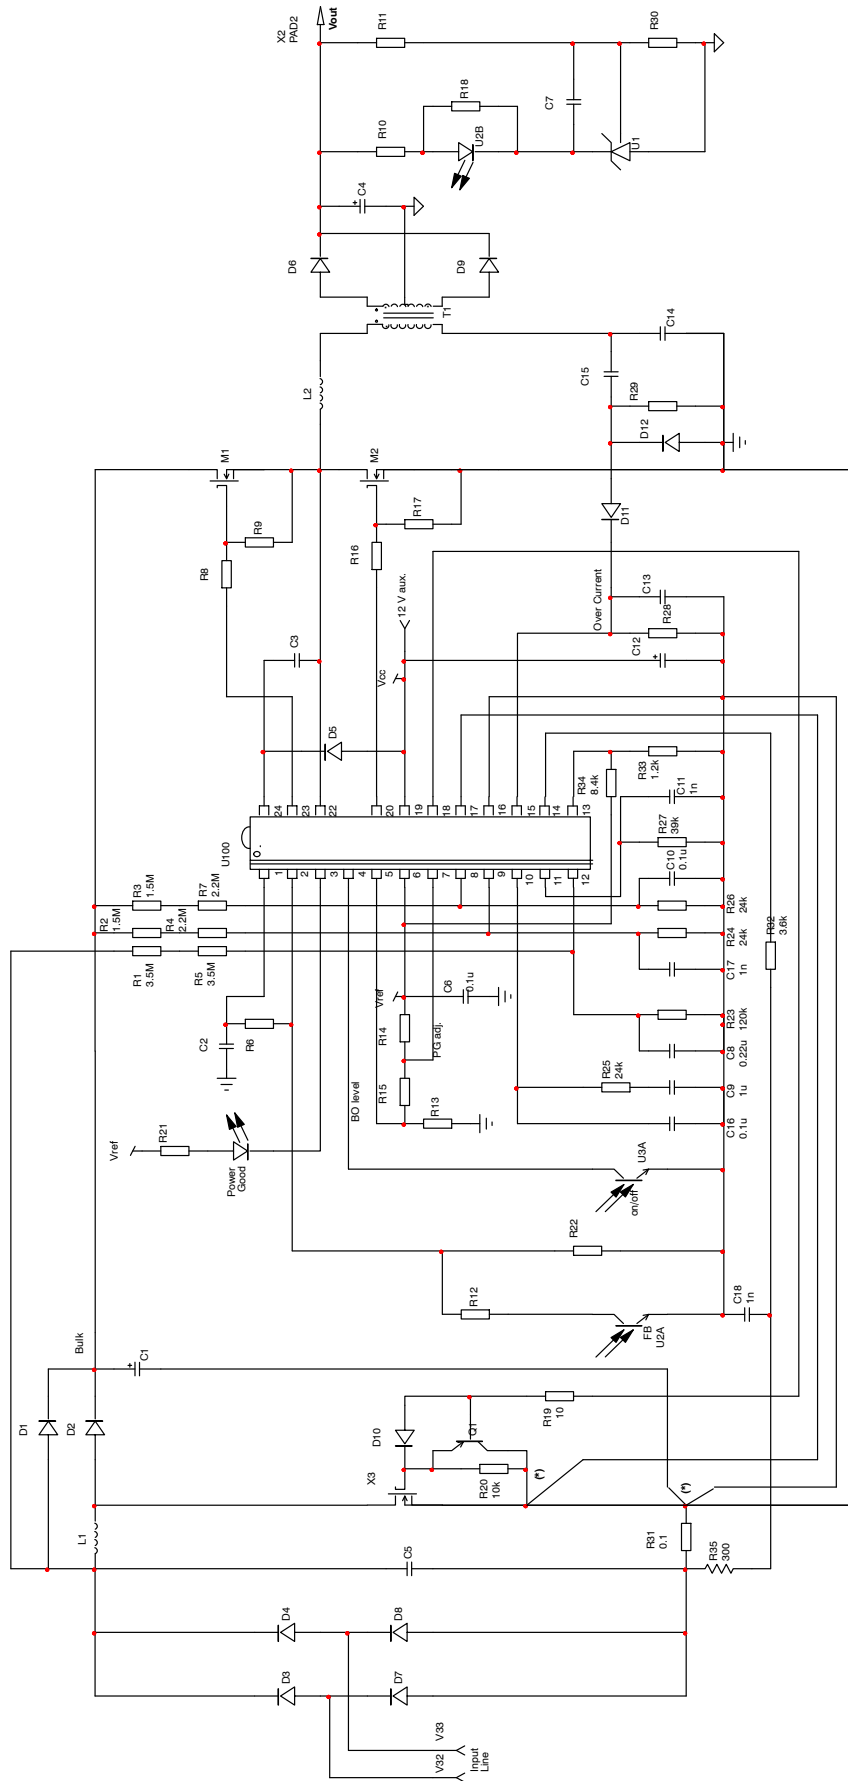 X2
PAD2
Vout
R11
R30
R18
C7
R10
U2B
U1
C4
D6
D9
T1
C14
L2
C15
R29
D12
M1
M2
R17
R9
D11
R16
R8
C13
Over Current
12 V aux.
R28
C3
C12
Vcc
D5
R34
8.4k
R33
1.2k
C11
1n
U100
24
23
22
20
19
18
17
16
15
14
13
1
2
3
4
5
6
7
8
9
10
11
12
R27
39k
C10
0.1u
R3
1.5M
R7
2.2M
R2
1.5M
R4
2.2M
R1
3.5M
R5
3.5M
R26
24k
R24
24k
R32
3.6k
C17
1n
Vref
C6
0.1u
C2
R6
R14
PG adj.
R23
120k
C8
0.22u
R25
24k
C9
1u
R15
R13
BO level
C16
0.1u
Vref
R21
Power
Good
U3A
on/off
R22
R12
C18
1n
FB
U2A
Bulk
C1
D1
D2
D10
Q1
R19
10
X3
R20
10k
(*)
(*)
L1
C5
R31
0.1
R35
300
D4
D8
D3
D7
V33
V32
Input
Line